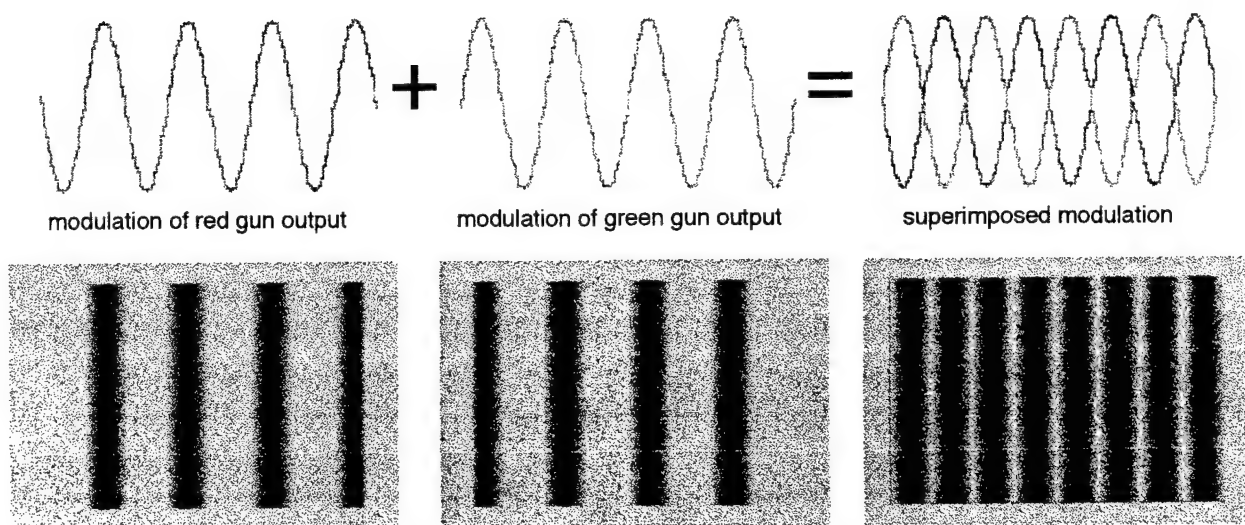 + =
modulation of red gun output
modulation of green gun output
superimposed modulation